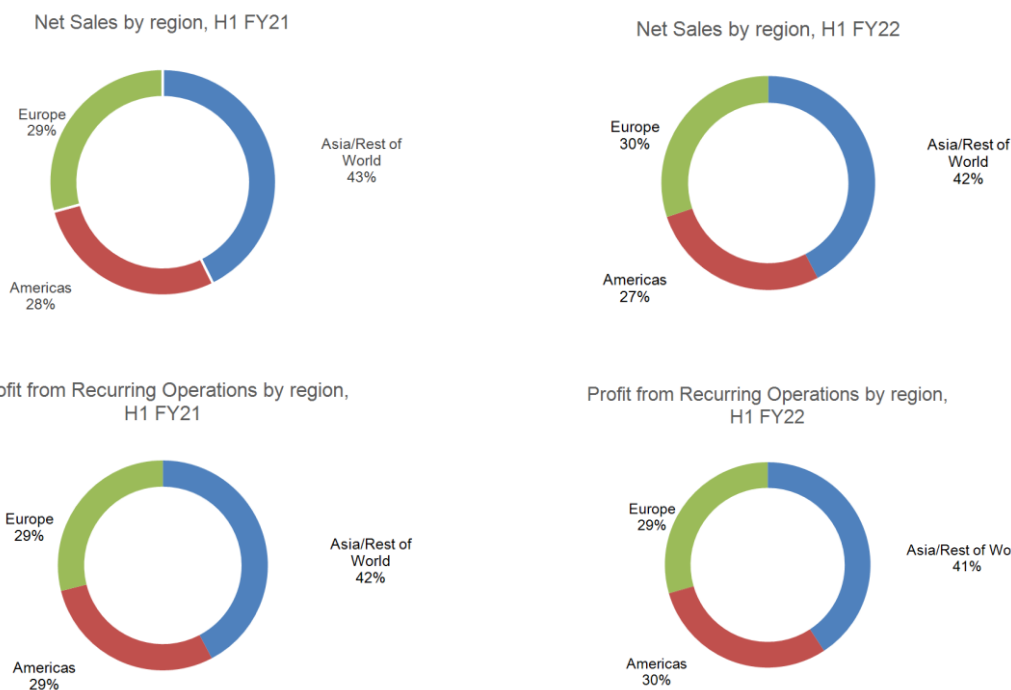 Net Sales by region, H1 FY21
Europe
29%
Asia/Rest of
World
43%
Americas
28%
Net Sales by region, H1 FY22
Europe
30%
Asia/Rest of
World
42%
Americas
27%
from Recurring Operations by region,
H1 FY21
Europe
29%
Asia/Rest of
World
42%
Americas
29%
Profit from Recurring Operations by region,
H1 FY22
Europe
29%
Asia/Rest of
41%
Americas
30%